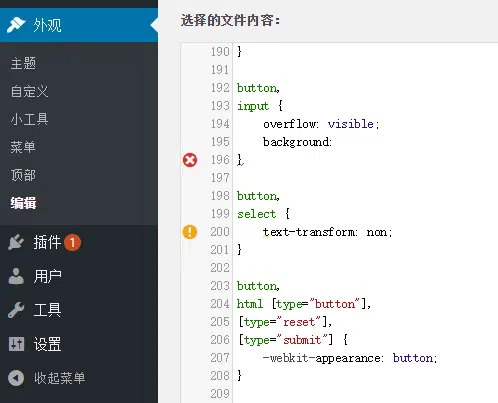 外观
主题
自定义
小工具
菜单
顶部
编辑
插件 1
用户
工具
设置
收起菜单
选择的文件内容：
190 }
191
192 button,
193 input {
194 overflow: visible;
195 background:
196 }
197
198 button,
199 select {
200 text-transform: non;
201 }
202
203 button,
204 html [type="button"],
205 [type="reset"],
206 [type="submit"] {
207 -webkit-appearance: button;
208 }
209